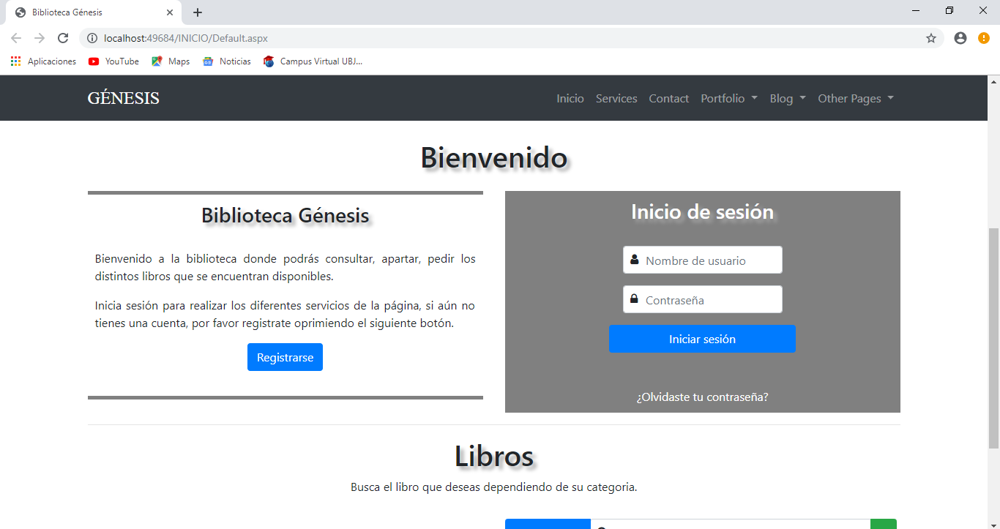 Biblioteca Génesis
localhost:49684/INICIO/Default.aspx
Aplicaciones YouTube Maps Noticias Campus Virtual UBJ...
GÉNESIS Inicio Services Contact Portfolio Blog Other Pages
Bienvenido
Biblioteca Génesis
Bienvenido a la biblioteca donde podrás consultar, apartar, pedir los
distintos libros que se encuentran disponibles.
Inicia sesión para realizar los diferentes servicios de la página, si aún no
tienes una cuenta, por favor registrate oprimiendo el siguiente botón.
Registrarse
Inicio de sesión
Nombre de usuario
Contraseña
Iniciar sesión
¿Olvidaste tu contraseña?
Libros
Busca el libro que deseas dependiendo de su categoria.